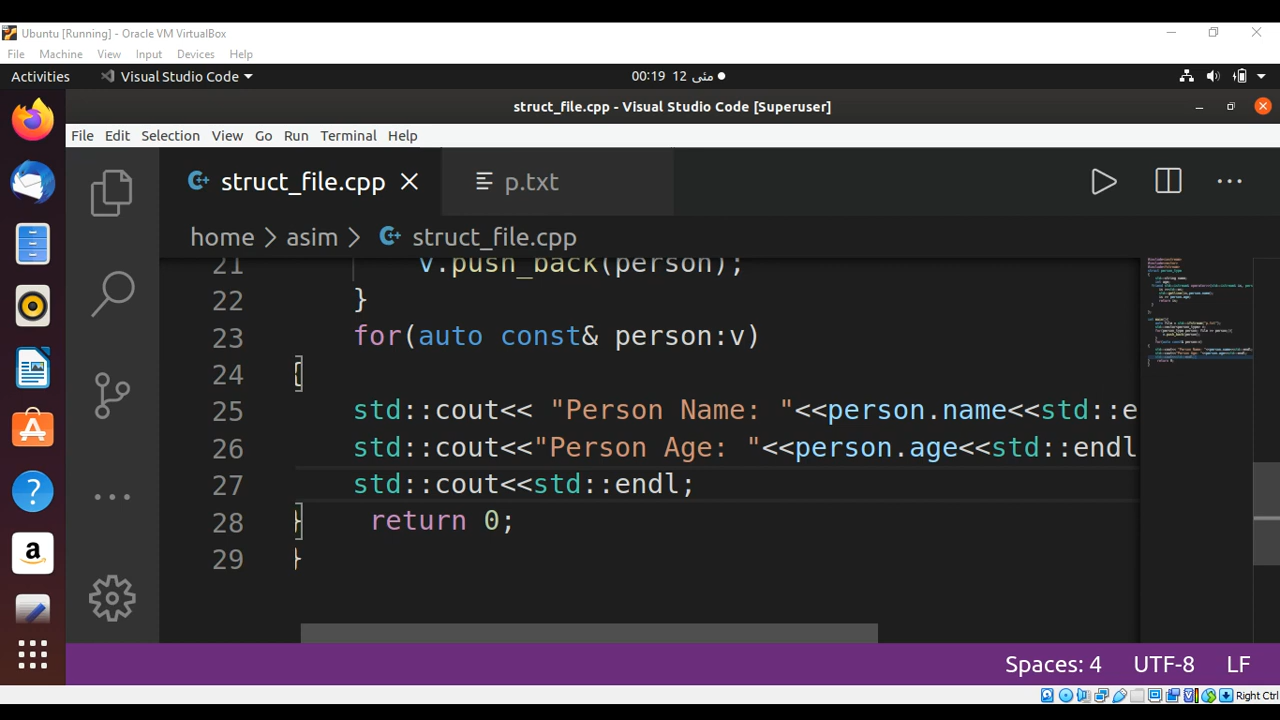 Ubuntu [Running] - Oracle VM VirtualBox
File Machine View Input Devices Help
Activities Visual Studio Code 00:19 12 مئی
struct_file.cpp - Visual Studio Code [Superuser]
File Edit Selection View Go Run Terminal Help
struct_file.cpp p.txt
home > asim > struct_file.cpp
21 v.push_back(person);
22 }
23 for(auto const& person:v)
24 {
25 std::cout<< "Person Name: "<<person.name<<std::e
26 std::cout<<"Person Age: "<<person.age<<std::endl
27 std::cout<<std::endl;
28 } return 0;
29 }
Spaces: 4 UTF-8 LF
Right Ctrl